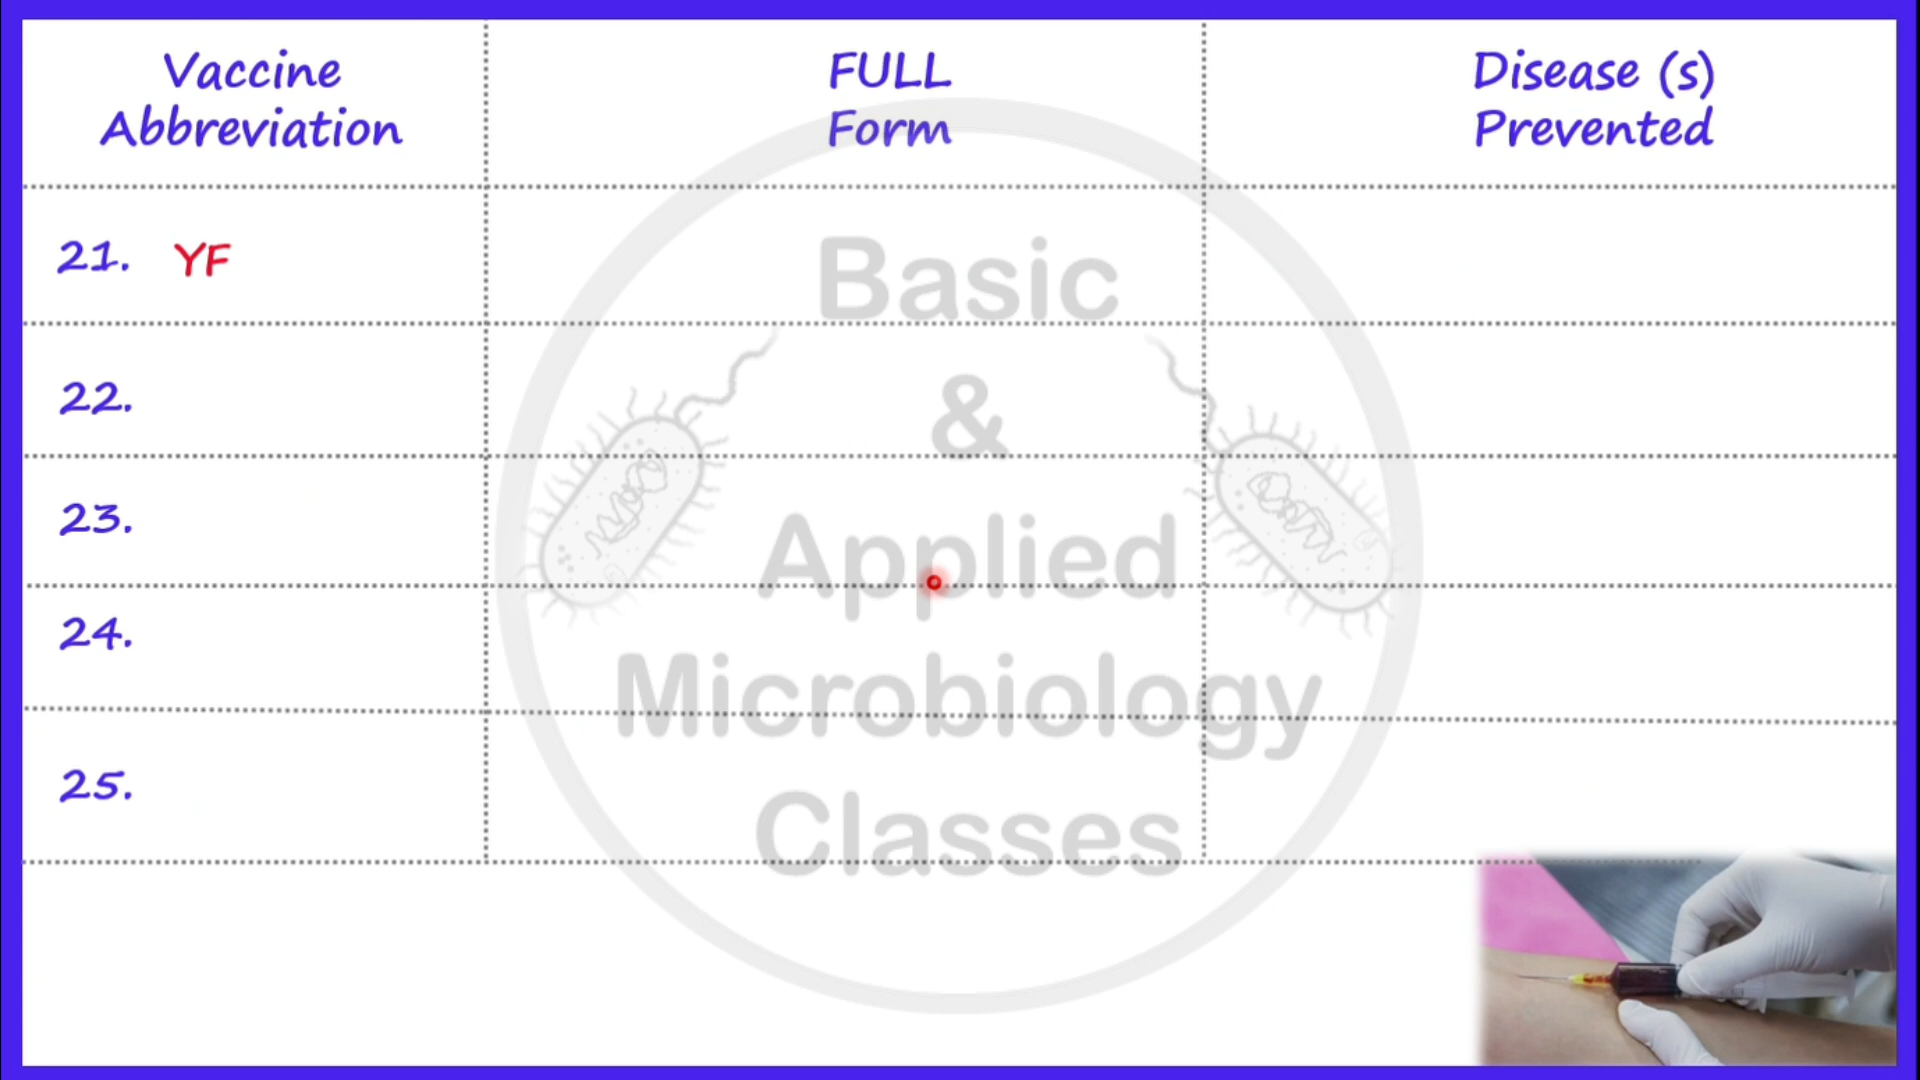 Vaccine
Abbreviation
FULL
Form
Disease (s)
Prevented
21. YF
22.
23.
24.
25.
Basic
&
Applied
Microbiology
Classes